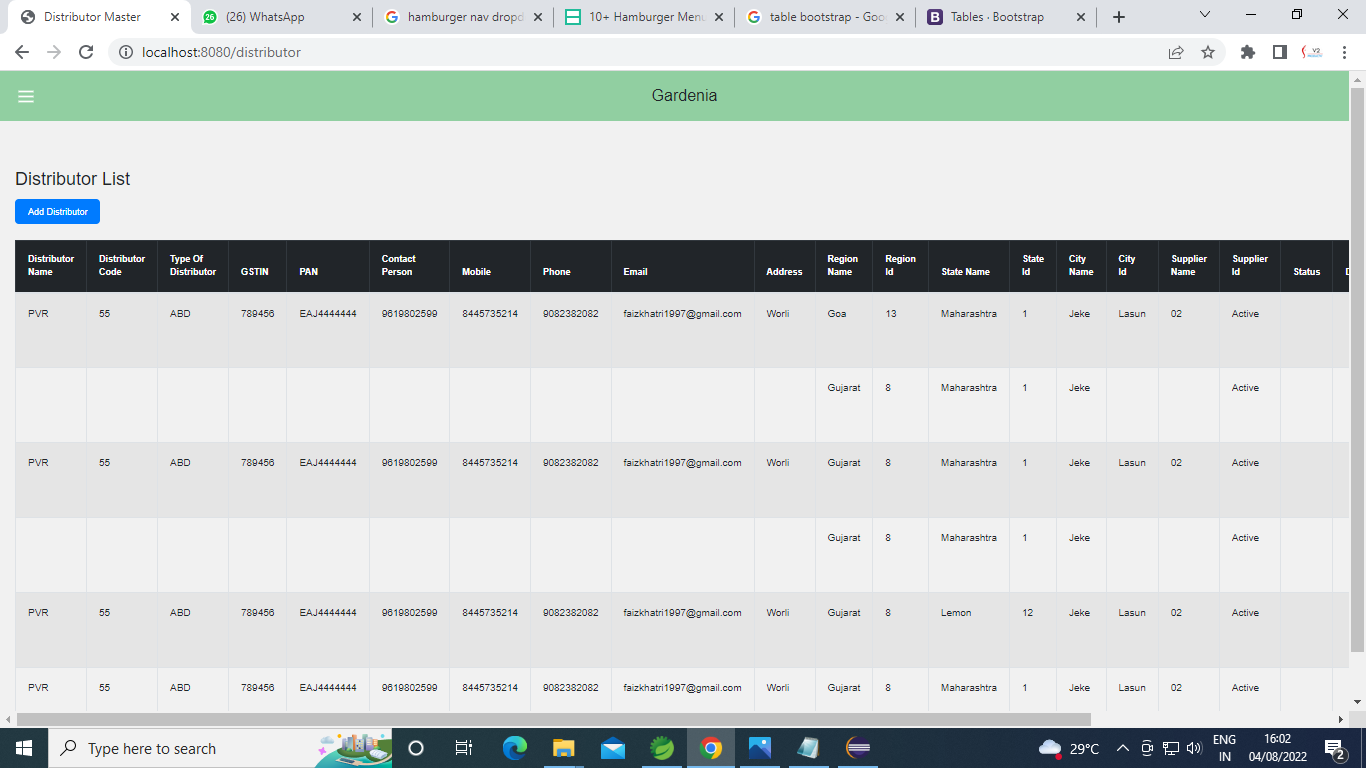 Distributor Master
26
(26) WhatsApp
hamburger nav dropd
10+ Hamburger Menu
table bootstrap - Goo
B
Tables · Bootstrap
localhost:8080/distributor
V2
Gardenia
Distributor List
Add Distributor
Distributor Name Distributor Code Type Of Distributor GSTIN PAN Contact Person Mobile Phone Email Address Region Name Region Id State Name State Id City Name City Id Supplier Name Supplier Id Status
PVR 55 ABD 789456 EAJ4444444 9619802599 8445735214 9082382082 faizkhatri1997@gmail.com Worli Goa 13 Maharashtra 1 Jeke Lasun 02 Active
Gujarat 8 Maharashtra 1 Jeke Active
PVR 55 ABD 789456 EAJ4444444 9619802599 8445735214 9082382082 faizkhatri1997@gmail.com Worli Gujarat 8 Maharashtra 1 Jeke Lasun 02 Active
Gujarat 8 Maharashtra 1 Jeke Active
PVR 55 ABD 789456 EAJ4444444 9619802599 8445735214 9082382082 faizkhatri1997@gmail.com Worli Gujarat 8 Lemon 12 Jeke Lasun 02 Active
PVR 55 ABD 789456 EAJ4444444 9619802599 8445735214 9082382082 faizkhatri1997@gmail.com Worli Gujarat 8 Maharashtra 1 Jeke Lasun 02 Active
Type here to search
29°C
ENG
IN
16:02
04/08/2022
2